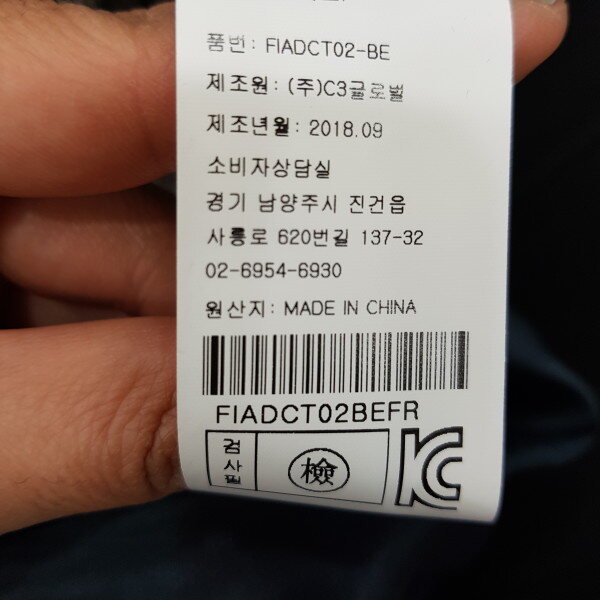 품번: FIADCT02-BE
제조원: (주)C3글로벌
제조년월: 2018.09
소비자상담실
경기 남양주시 진건읍
사릉로 620번길 137-32
02-6954-6930
원산지: MADE IN CHINA
FIADCT02BEFR
검사필 檢 KC